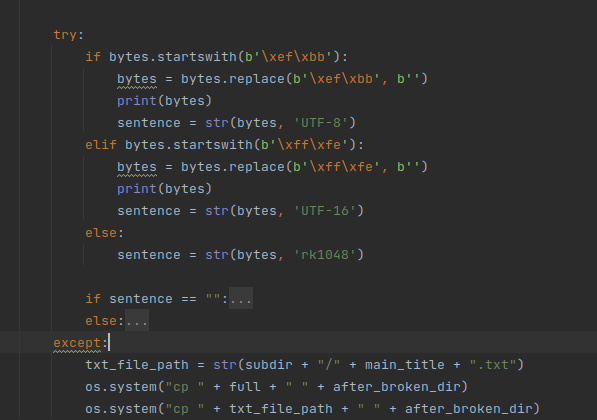 try:
if bytes.startswith(b'\xef\xbb'):
bytes = bytes.replace(b'\xef\xbb', b'')
print(bytes)
sentence = str(bytes, 'UTF-8')
elif bytes.startswith(b'\xff\xfe'):
bytes = bytes.replace(b'\xff\xfe', b'')
print(bytes)
sentence = str(bytes, 'UTF-16')
else:
sentence = str(bytes, 'rk1048')
if sentence == "":...
else:...
except:
txt_file_path = str(subdir + "/" + main_title + ".txt")
os.system("cp " + full + " " + after_broken_dir)
os.system("cp " + txt_file_path + " " + after_broken_dir)